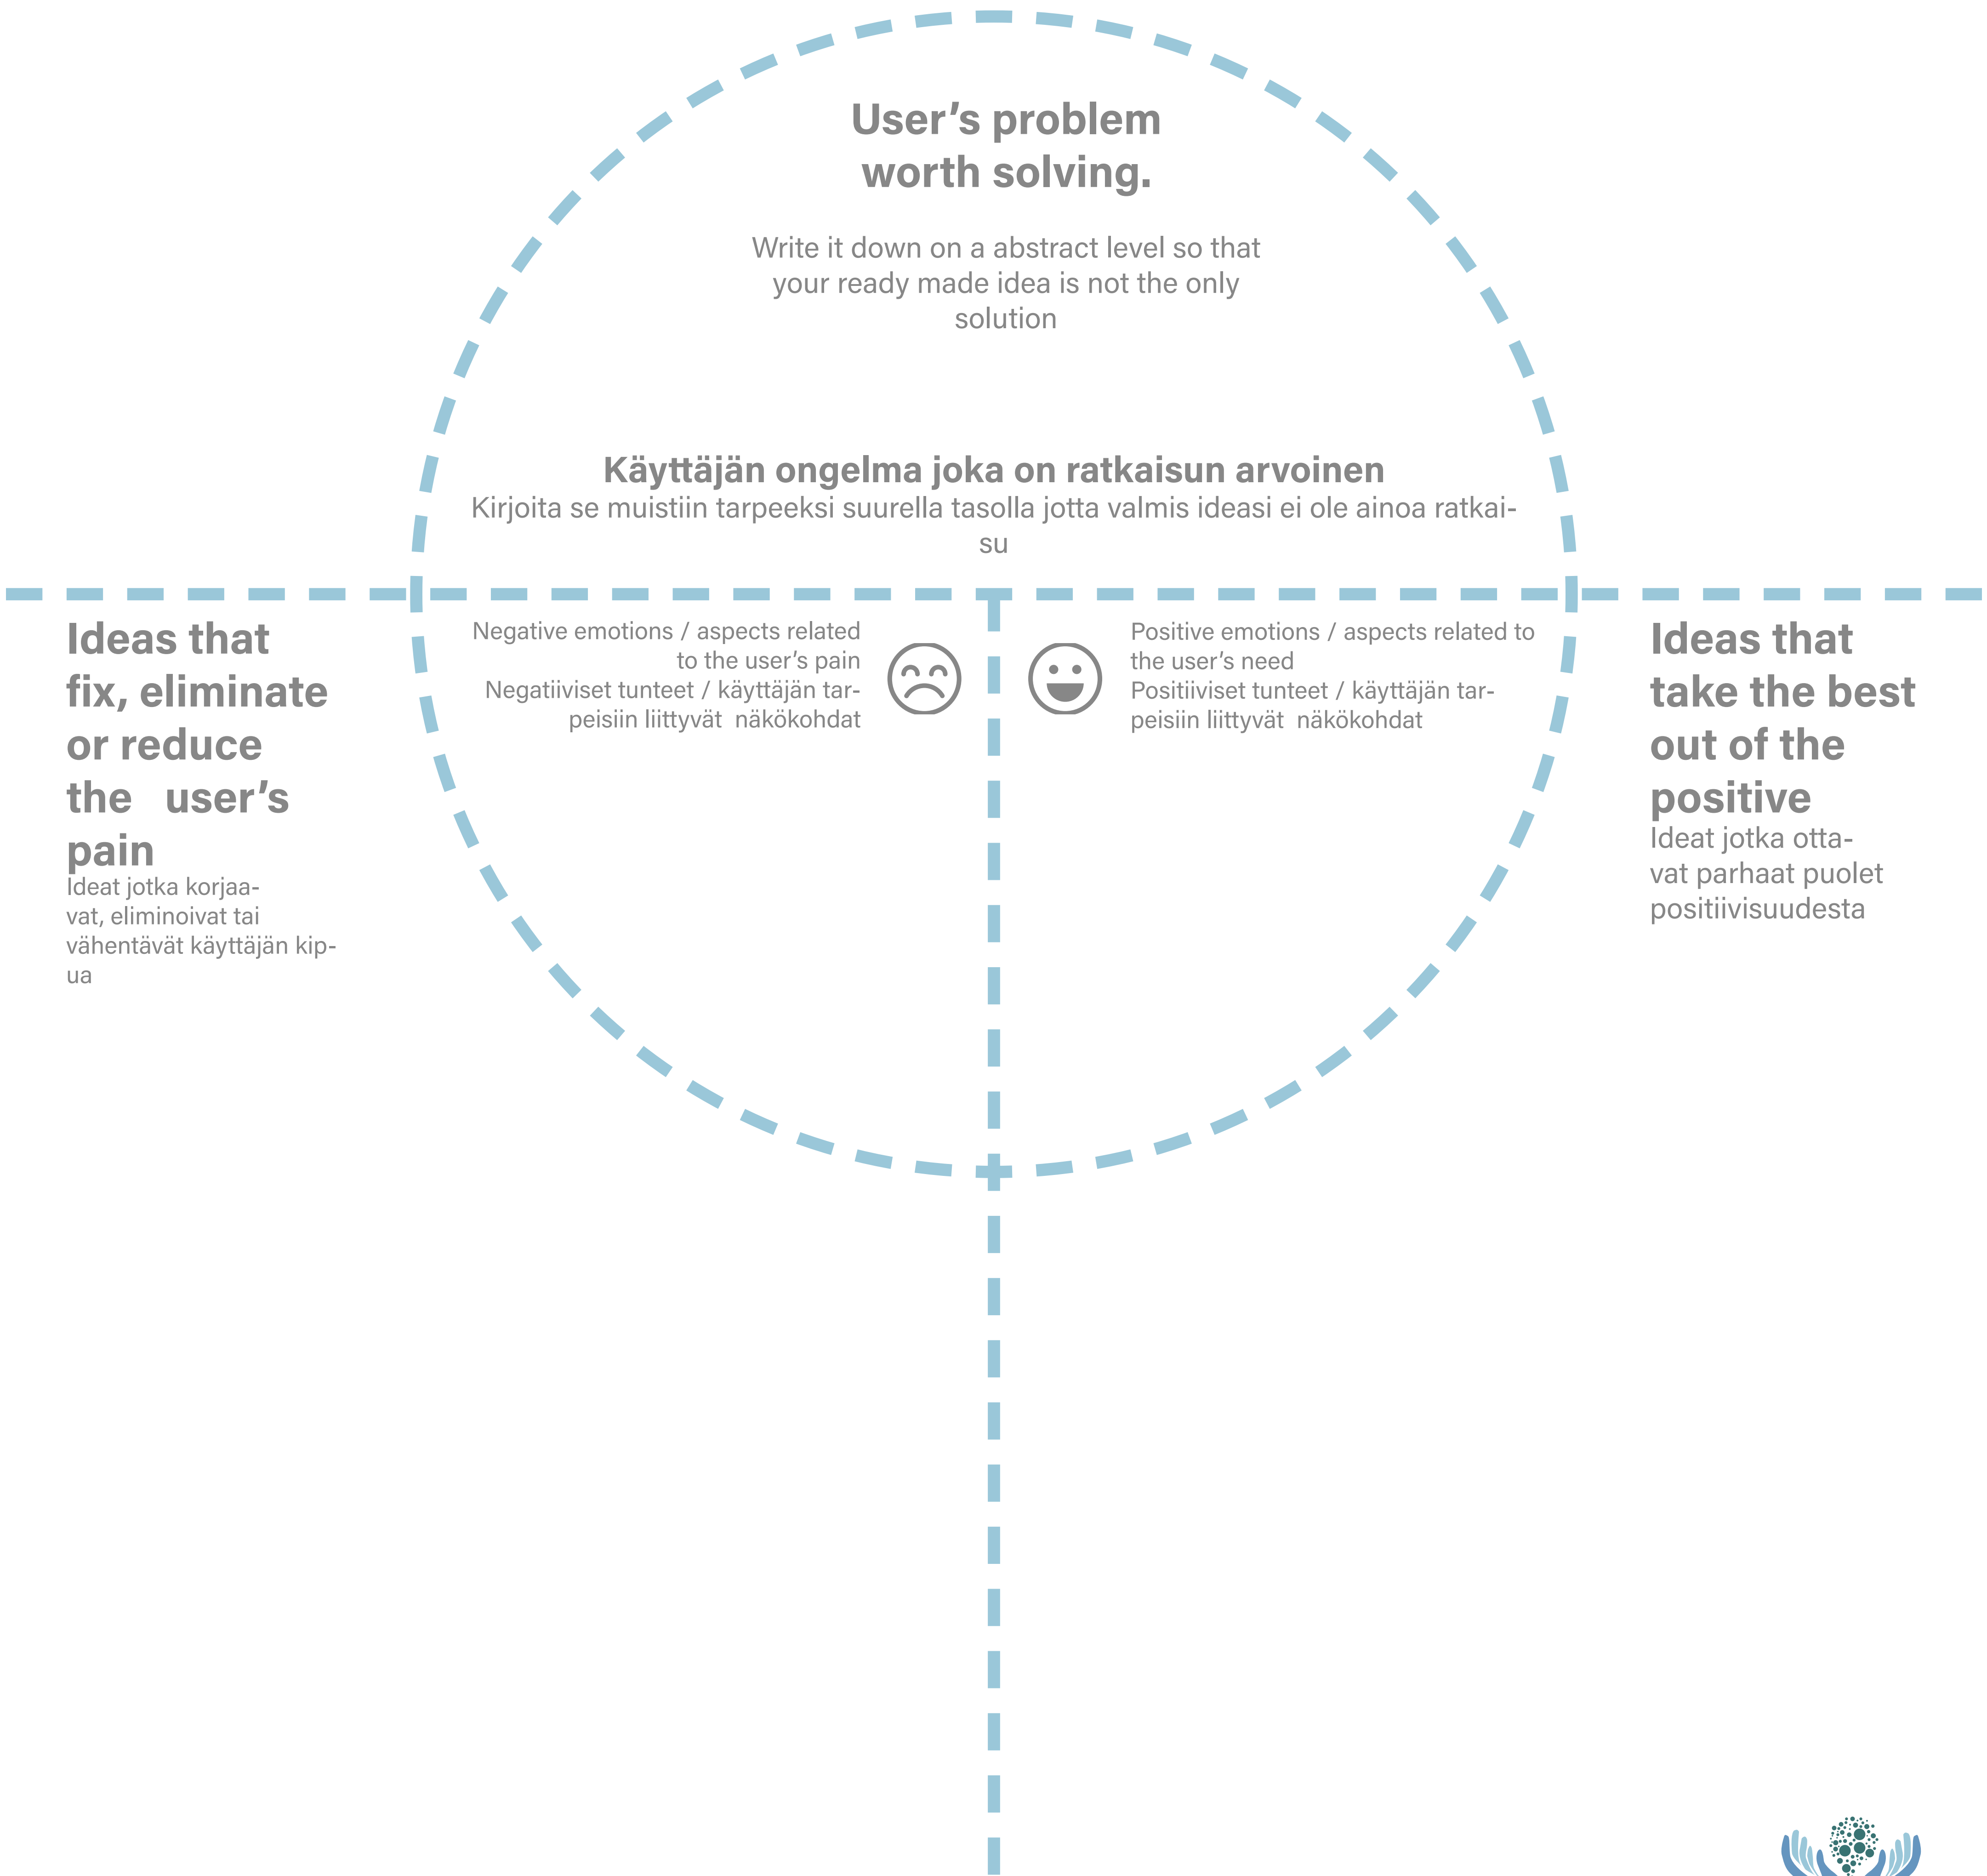 User's problem
worth solving.
Write it down on a abstract level so that
your ready made idea is not the only
solution
Käyttäjän ongelma joka on ratkaisun arvoinen
Kirjoita se muistiin tarpeeksi suurella tasolla jotta valmis ideasi ei ole ainoa ratkai-
su
Ideas that
fix, eliminate
or reduce
the user's
pain
Ideat jotka korjaa-
vat, eliminoivat tai
vähentävät käyttäjän kip-
ua
Negative emotions / aspects related
to the user's pain
Negatiiviset tunteet / käyttäjän tar-
peisiin liittyvät näkökohdat
Positive emotions / aspects related to
the user's need
Positiiviset tunteet / käyttäjän tar-
peisiin liittyvät näkökohdat
Ideas that
take the best
out of the
positive
Ideat jotka otta-
vat parhaat puolet
positiivisuudesta